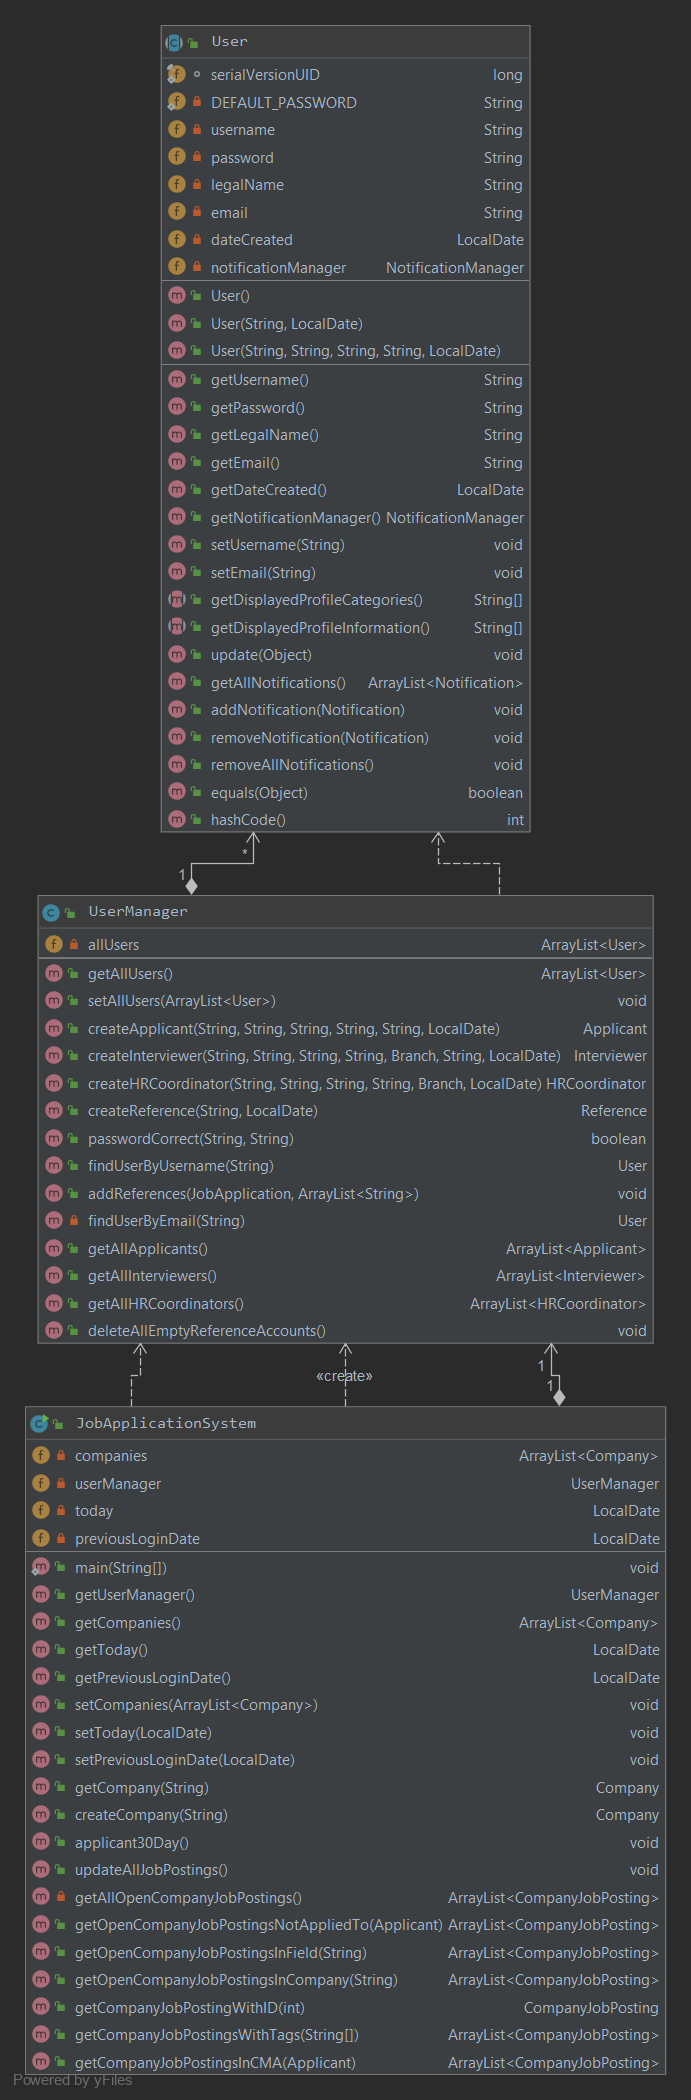 User
serialVersionUID long
DEFAULT_PASSWORD String
username String
password String
legalName String
email String
dateCreated LocalDate
notificationManager NotificationManager
User()
User(String, LocalDate)
User(String, String, String, String, LocalDate)
getUsername() String
getPassword() String
getLegalName() String
getEmail() String
getDateCreated() LocalDate
getNotificationManager() NotificationManager
setUsername(String) void
setEmail(String) void
getDisplayedProfileCategories() String[]
getDisplayedProfileInformation() String[]
update(Object) void
getAllNotifications() ArrayList<Notification>
addNotification(Notification) void
removeNotification(Notification) void
removeAllNotifications() void
equals(Object) boolean
hashCode() int
*
1
UserManager
allUsers ArrayList<User>
getAllUsers() ArrayList<User>
setAllUsers(ArrayList<User>) void
createApplicant(String, String, String, String, String, LocalDate) Applicant
createInterviewer(String, String, String, String, Branch, String, LocalDate) Interviewer
createHRCoordinator(String, String, String, String, Branch, LocalDate) HRCoordinator
createReference(String, LocalDate) Reference
passwordCorrect(String, String) boolean
findUserByUsername(String) User
addReferences(JobApplication, ArrayList<String>) void
findUserByEmail(String) User
getAllApplicants() ArrayList<Applicant>
getAllInterviewers() ArrayList<Interviewer>
getAllHRCoordinators() ArrayList<HRCoordinator>
deleteAllEmptyReferenceAccounts() void
1
«create»
1
JobApplicationSystem
companies ArrayList<Company>
userManager UserManager
today LocalDate
previousLoginDate LocalDate
main(String[]) void
getUserManager() UserManager
getCompanies() ArrayList<Company>
getToday() LocalDate
getPreviousLoginDate() LocalDate
setCompanies(ArrayList<Company>) void
setToday(LocalDate) void
setPreviousLoginDate(LocalDate) void
getCompany(String) Company
createCompany(String) Company
applicant30Day() void
updateAllJobPostings() void
getAllOpenCompanyJobPostings() ArrayList<CompanyJobPosting>
getOpenCompanyJobPostingsNotAppliedTo(Applicant) ArrayList<CompanyJobPosting>
getOpenCompanyJobPostingsInField(String) ArrayList<CompanyJobPosting>
getOpenCompanyJobPostingsInCompany(String) ArrayList<CompanyJobPosting>
getCompanyJobPostingWithID(int) CompanyJobPosting
getCompanyJobPostingsWithTags(String[]) ArrayList<CompanyJobPosting>
getCompanyJobPostingsInCMA(Applicant) ArrayList<CompanyJobPosting>
Powered by yFiles